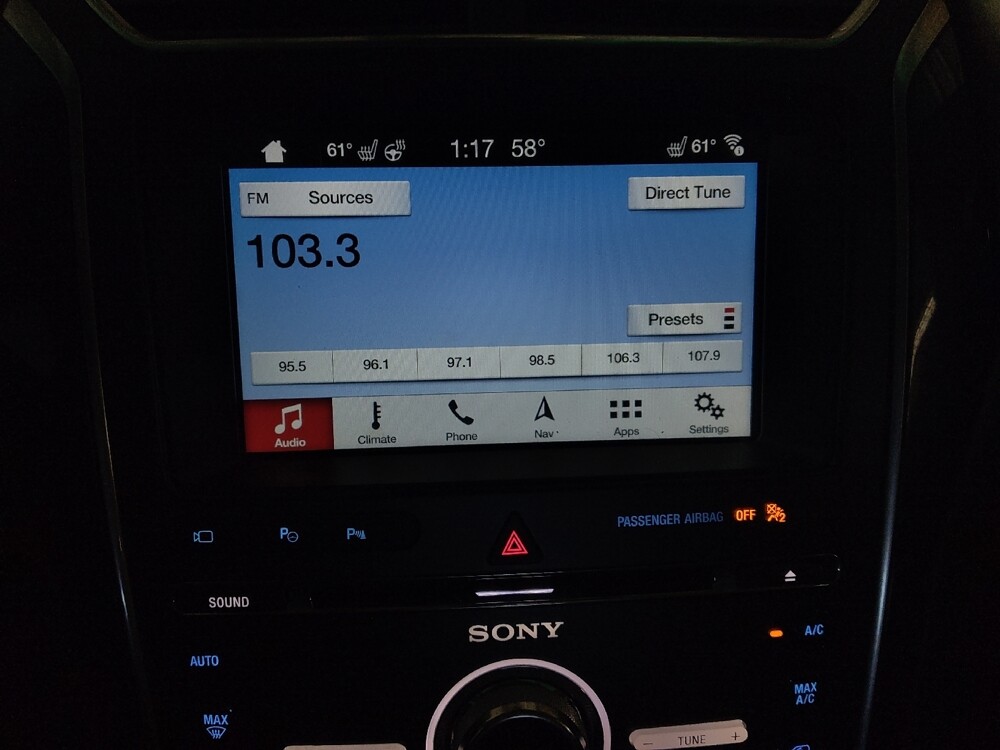 61° 1:17 58° 61°
FM Sources Direct Tune
103.3
Presets
95.5 96.1 97.1 98.5 106.3 107.9
Audio Climate Phone Nav Apps Settings
P P PASSENGER AIRBAG OFF 2
SOUND
SONY
A/C
AUTO
MAX
A/C
MAX
- TUNE +